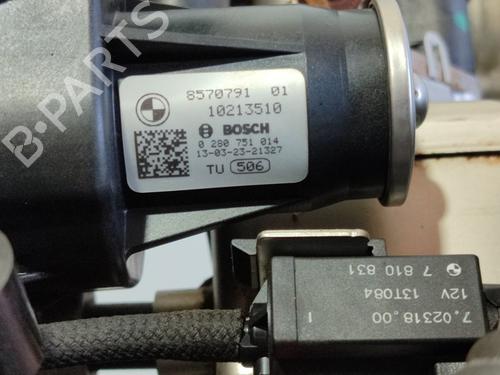 B-PARTS
8570791 01
10213510
BOSCH
0 280 751 014
13-03-23-21327
TU 506
7 810 831
12V 13T084
7.02318.00 I